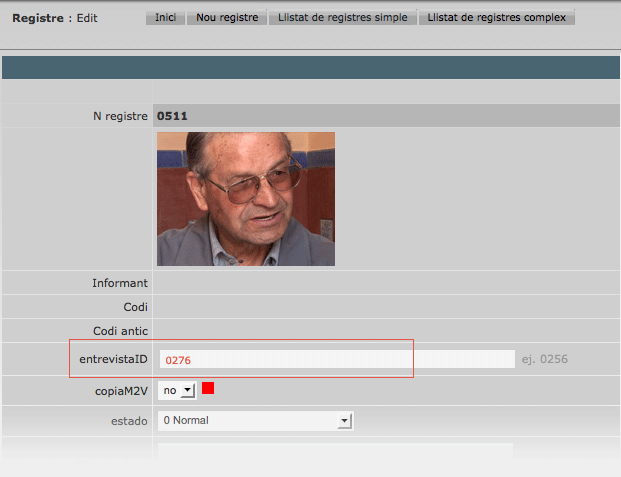 Registre : Edit
Inici Nou registre Llistat de registres simple Llistat de registres complex
N registre 0511
Informant
Codi
Codi antic
entrevistaID 0276 ej. 0256
copiaM2V no
estado 0 Normal